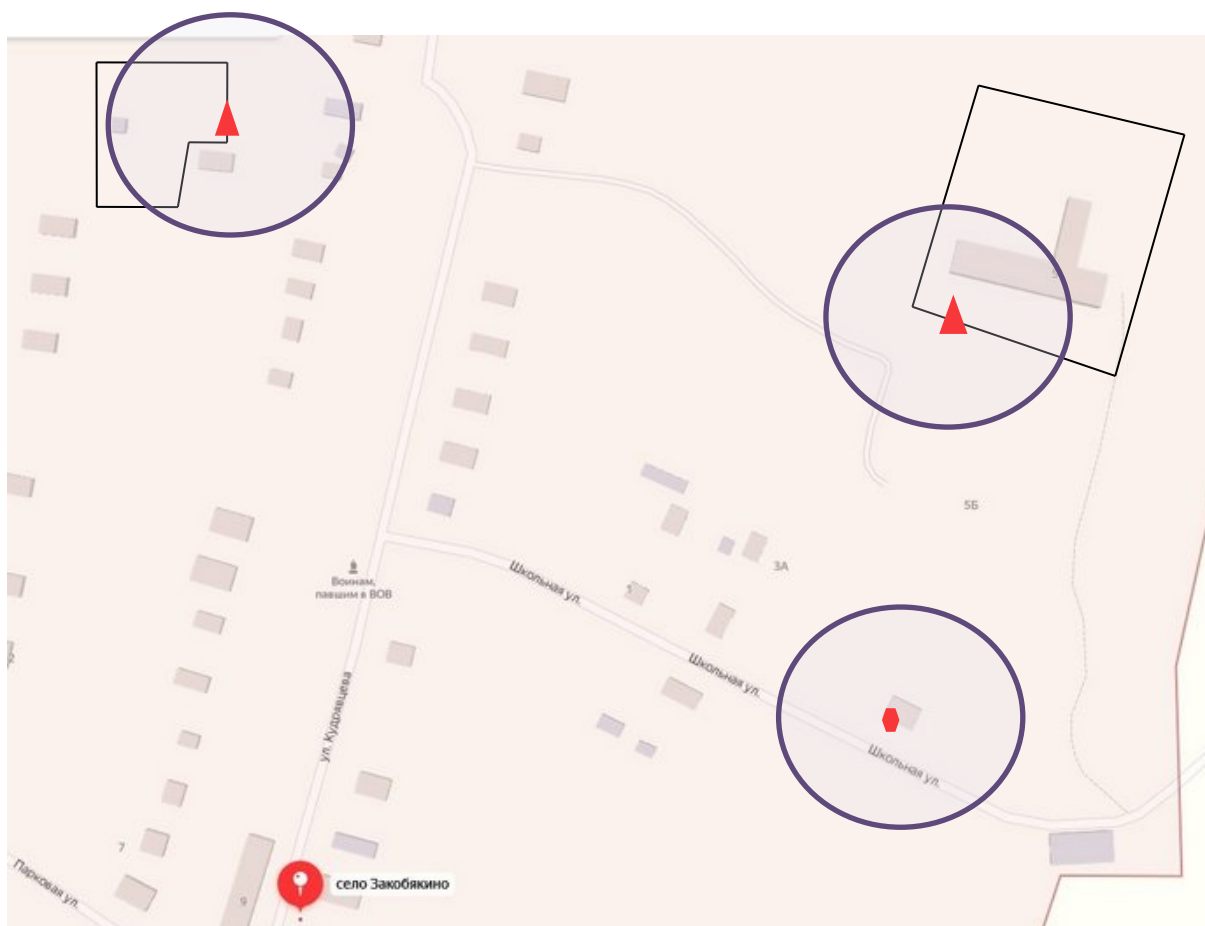 5Б
3А
Воинам,
павшим в ВОВ
Школьная ул.
Школьная ул.
ул. Кудрявцева
Школьная ул.
7
Парковая ул.
9
село Закобякино